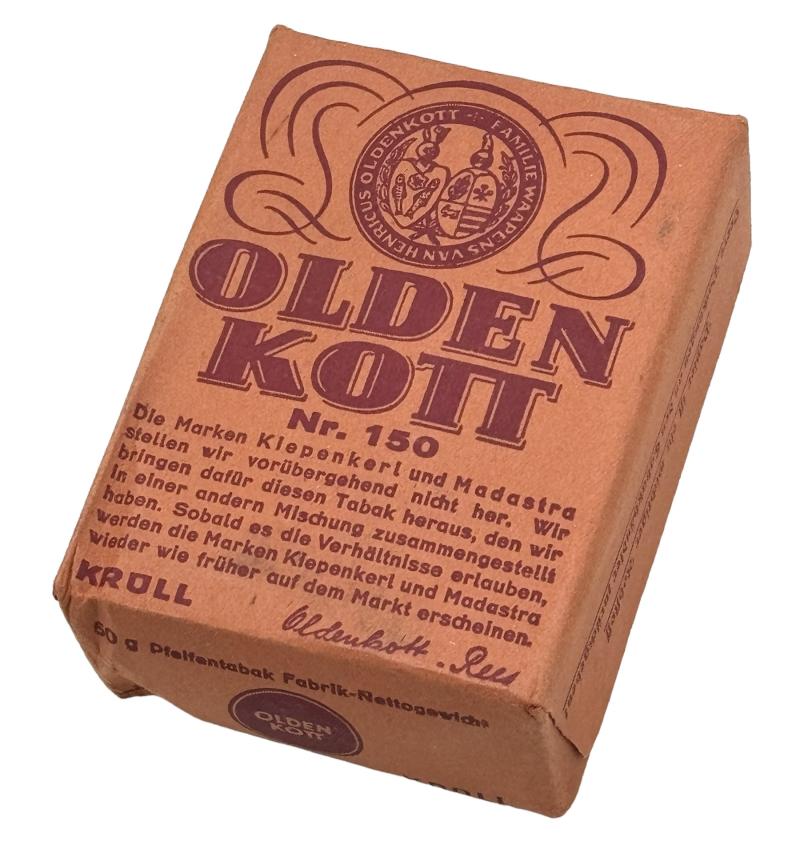 HENRICUS OLDENKOTT + FAMILIE WAAPENS VAN
OLDEN
KOTT
Nr. 150
Die Marken Kiepenkerl und Madastra
stellen wir vorübergehend nicht her. Wir
bringen dafür diesen Tabak heraus, den wir
in einer andern Mischung zusammengestellt
haben. Sobald es die Verhältnisse erlauben,
werden die Marken Kiepenkerl und Madastra
wieder wie früher auf dem Markt erscheinen.
KRÜLL
Oldenkott . Rees
50 g Pfeifentabak Fabrik-Nettogewicht
OLDEN
KOTT